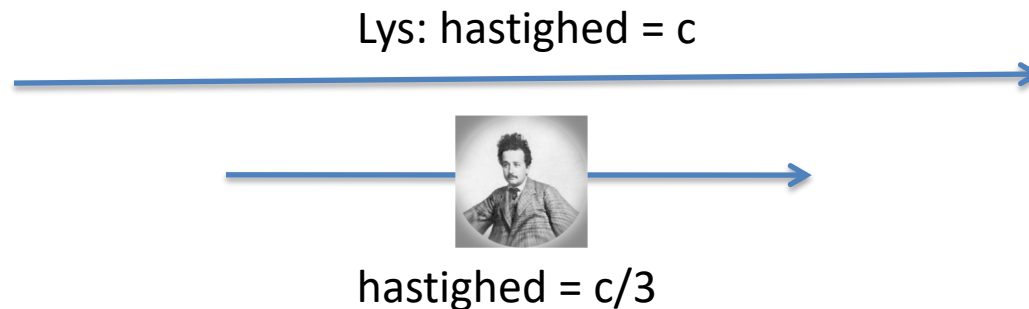 Lys: hastighed = c
hastighed = c/3